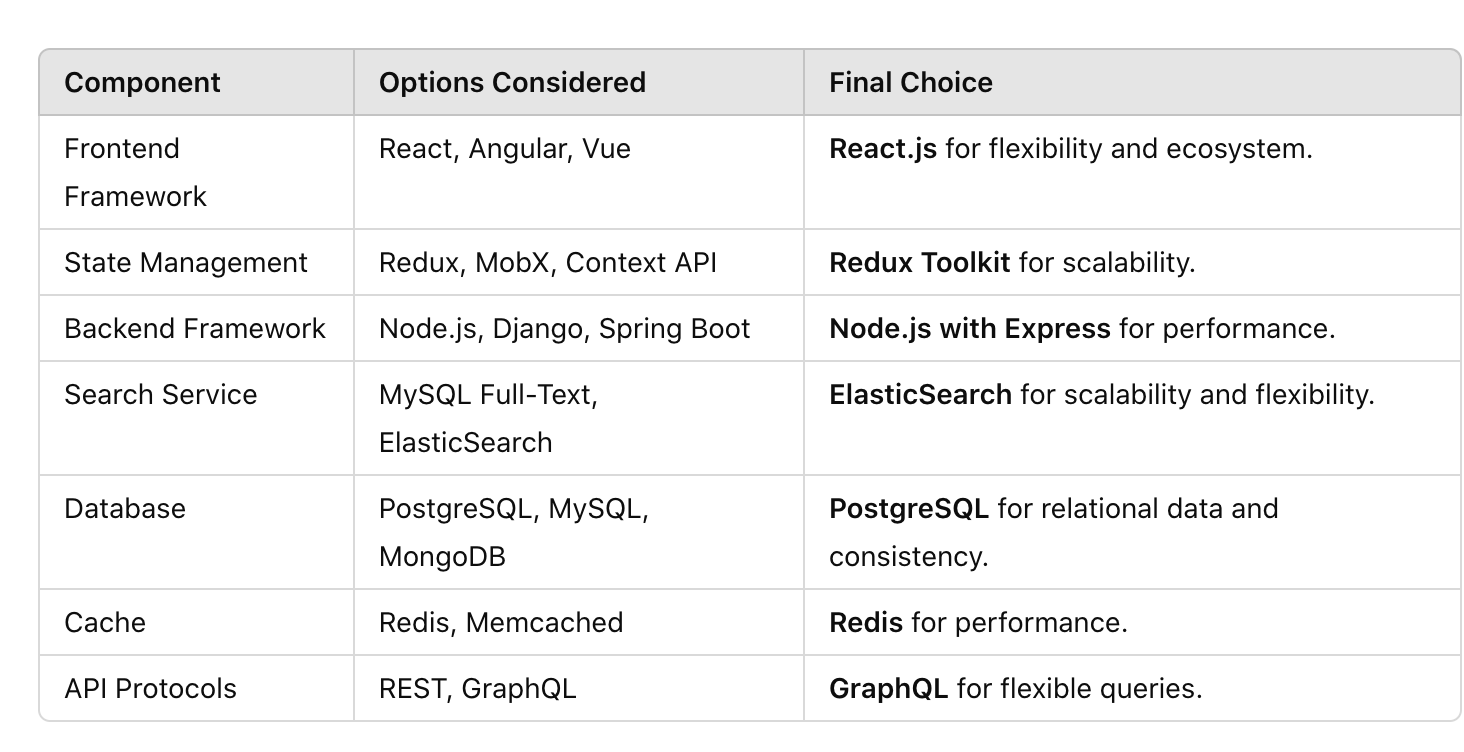 Component Options Considered Final Choice
Frontend Framework React, Angular, Vue React.js for flexibility and ecosystem.
State Management Redux, MobX, Context API Redux Toolkit for scalability.
Backend Framework Node.js, Django, Spring Boot Node.js with Express for performance.
Search Service MySQL Full-Text, ElasticSearch ElasticSearch for scalability and flexibility.
Database PostgreSQL, MySQL, MongoDB PostgreSQL for relational data and consistency.
Cache Redis, Memcached Redis for performance.
API Protocols REST, GraphQL GraphQL for flexible queries.